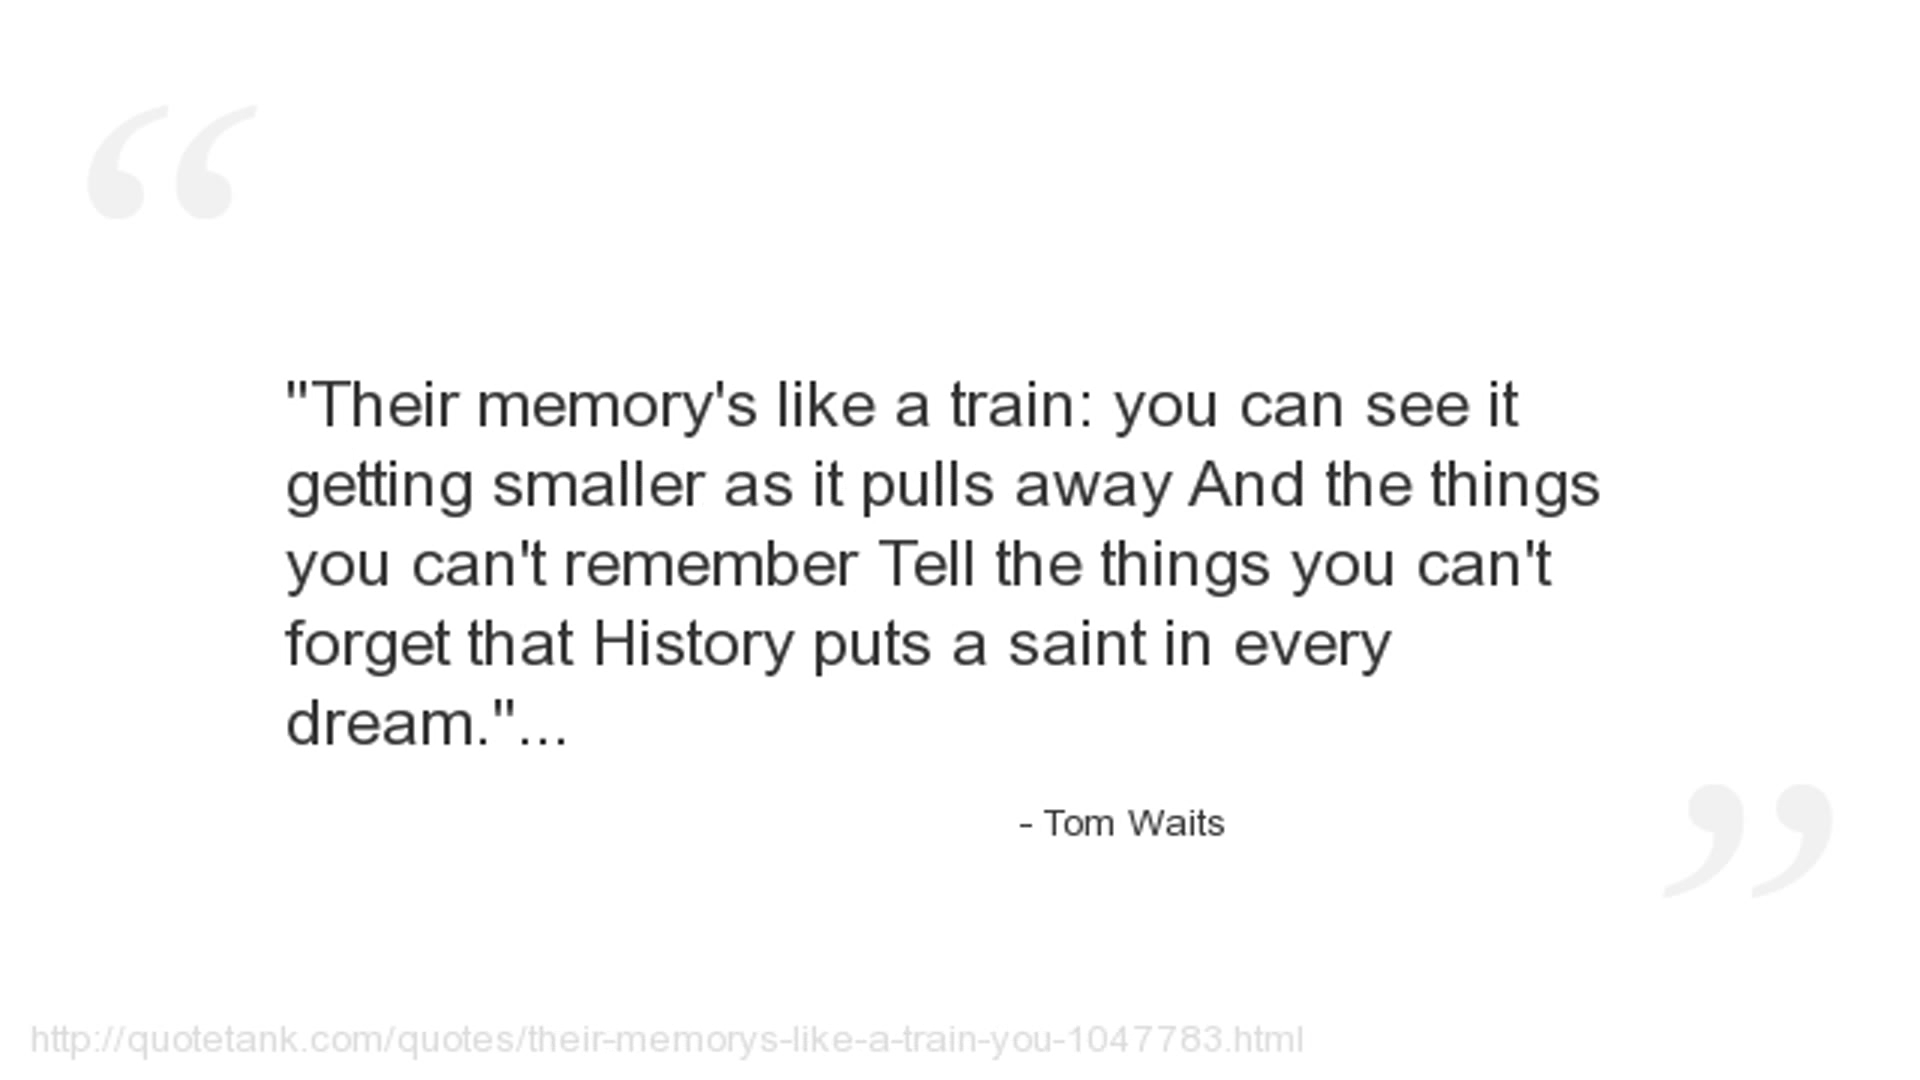 "Their memory's like a train: you can see it
getting smaller as it pulls away And the things
you can't remember Tell the things you can't
forget that History puts a saint in every
dream."...
- Tom Waits
http://quotetank.com/quotes/their-memorys-like-a-train-you-1047783.html